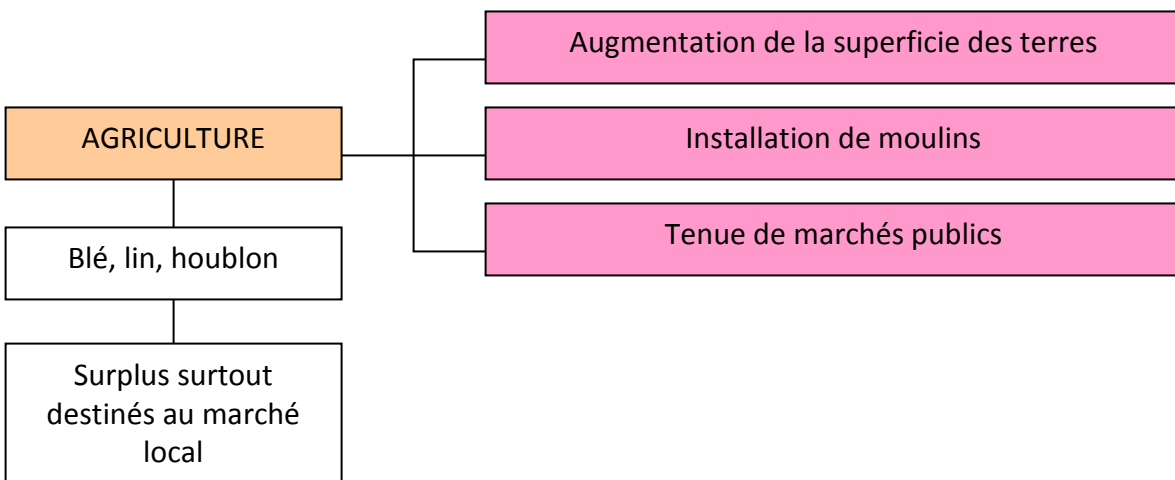 Augmentation de la superficie des terres
AGRICULTURE
Installation de moulins
Tenue de marchés publics
Blé, lin, houblon
Surplus surtout
destinés au marché
local